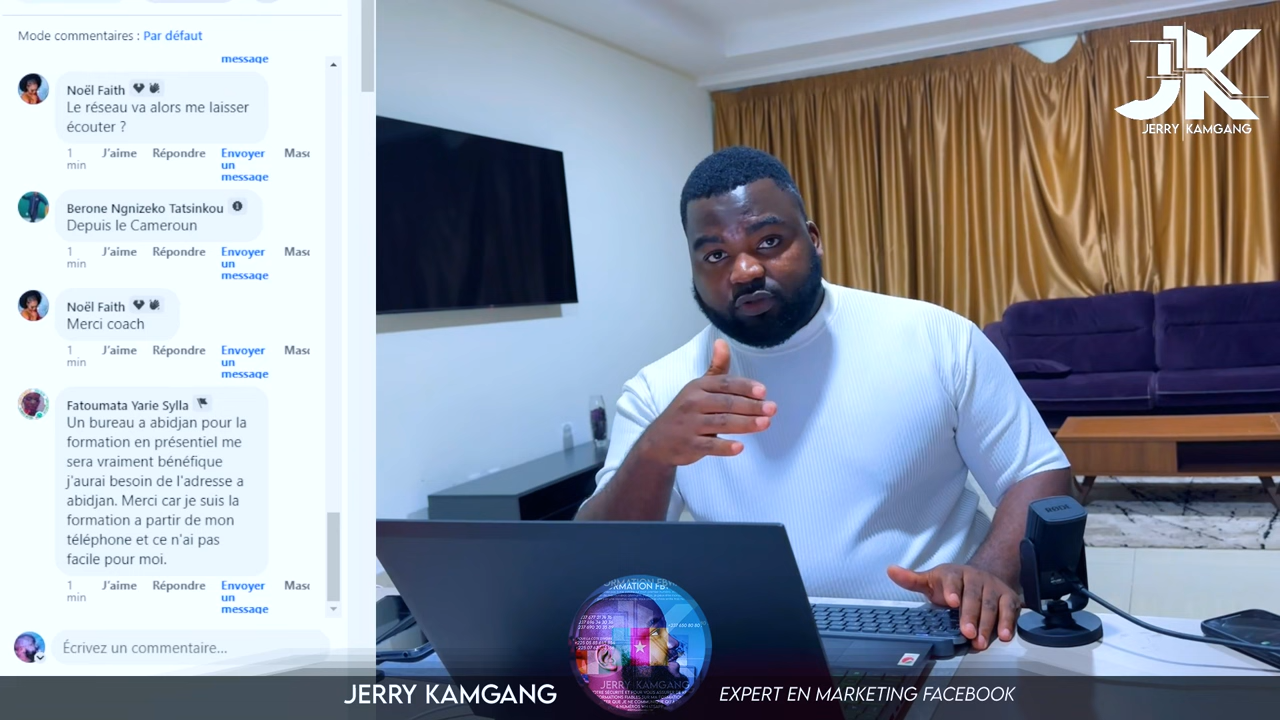 Mode commentaires : Par défaut
message
Noël Faith
Le réseau va alors me laisser
écouter ?
1 min J'aime Répondre Envoyer un message
Berone Ngnizeko Tatsinkou
Depuis le Cameroun
1 min J'aime Répondre Envoyer un message
Noël Faith
Merci coach
1 min J'aime Répondre Envoyer un message
Fatoumata Yarie Sylla
Un bureau a abidjan pour la
formation en présentiel me
sera vraiment bénéfique
j'aurai besoin de l'adresse a
abidjan. Merci car je suis la
formation a partir de mon
téléphone et ce n'ai pas
facile pour moi.
1 min J'aime Répondre Envoyer un message
Écrivez un commentaire...
JK
JERRY KAMGANG
RØDE
JERRY KAMGANG
JERRY KAMGANG
EXPERT EN MARKETING FACEBOOK